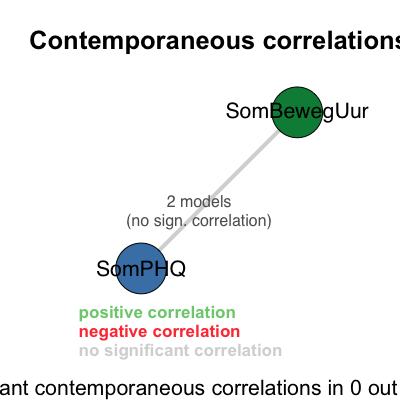 Contemporaneous correlations
SomBewegUur
2 models
(no sign. correlation)
SomPHQ
positive correlation
negative correlation
no significant correlation
contemporaneous correlations in 0 out